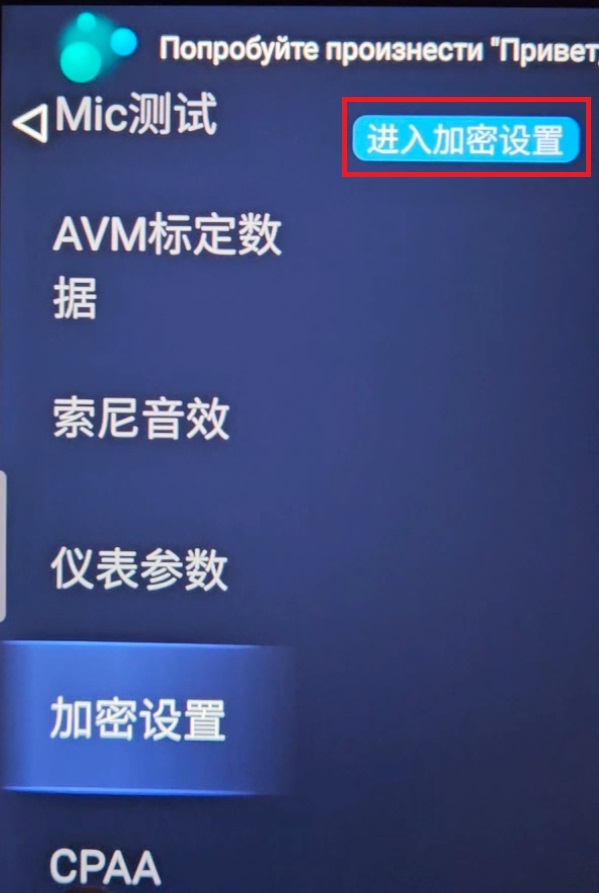 Попробуйте произнести "Привет,
Mic测试
进入加密设置
AVM标定数
据
索尼音效
仪表参数
加密设置
CPAA